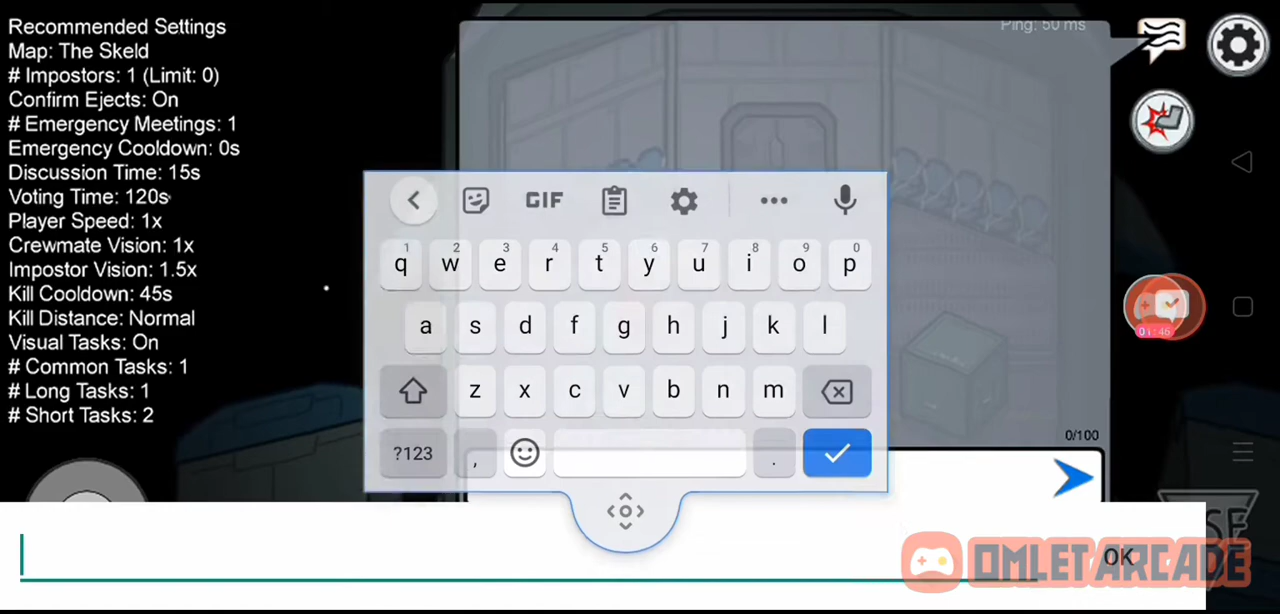 Recommended Settings
Map: The Skeld
# Impostors: 1 (Limit: 0)
Confirm Ejects: On
# Emergency Meetings: 1
Emergency Cooldown: 0s
Discussion Time: 15s
Voting Time: 120s
Player Speed: 1x
Crewmate Vision: 1x
Impostor Vision: 1.5x
Kill Cooldown: 45s
Kill Distance: Normal
Visual Tasks: On
# Common Tasks: 1
# Long Tasks: 1
# Short Tasks: 2
Ping: 50 ms
GIF
1 2 3 4 5 6 7 8 9 0
q w e r t y u i o p
a s d f g h j k l
z x c v b n m
?123 , .
01:46
0/100
OK
OMLET ARCADE